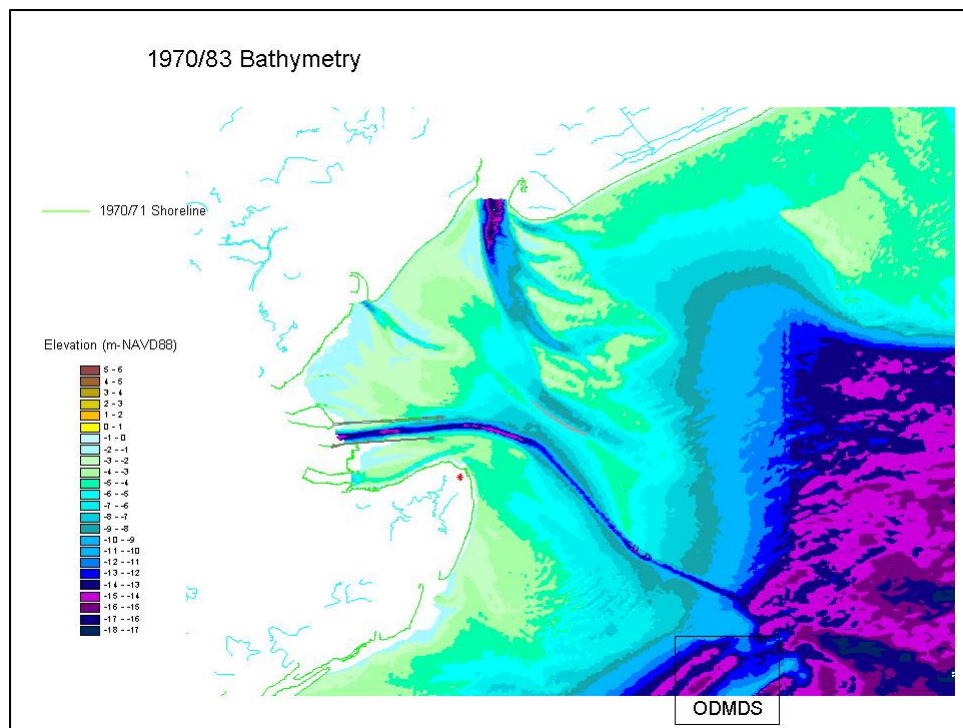 1970/83 Bathymetry
1970/71 Shoreline
Elevation (m-NAVD88)
5 - 6
4 - 5
3 - 4
2 - 3
1 - 2
0 - 1
-1 - 0
-2 - -1
-3 - -2
-4 - -3
-5 - -4
-6 - -5
-7 - -6
-8 - -7
-9 - -8
-10 - -9
-11 - -10
-12 - -11
-13 - -12
-14 - -13
-15 - -14
-16 - -15
-17 - -16
-18 - -17
ODMDS